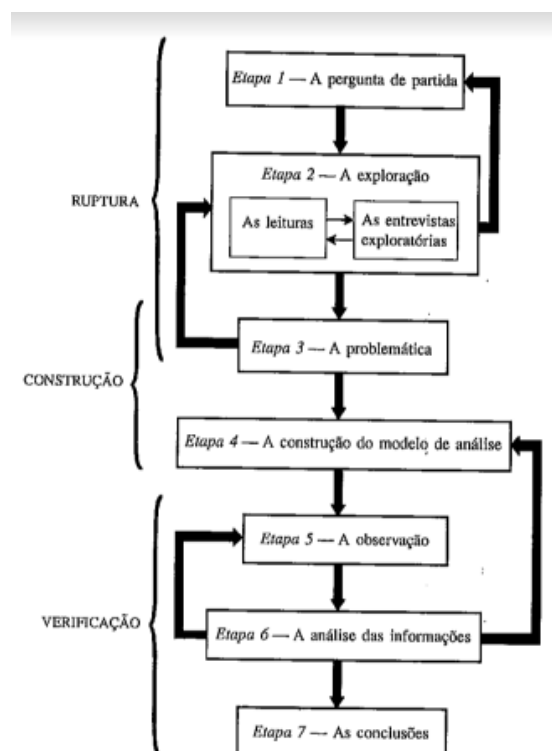 Etapa 1 — A pergunta de partida
Etapa 2 — A exploração
RUPTURA
As leituras
As entrevistas
exploratórias
Etapa 3 — A problemática
CONSTRUÇÃO
Etapa 4 — A construção do modelo de análise
Etapa 5 — A observação
VERIFICAÇÃO
Etapa 6 — A análise das informações
Etapa 7 — As conclusões